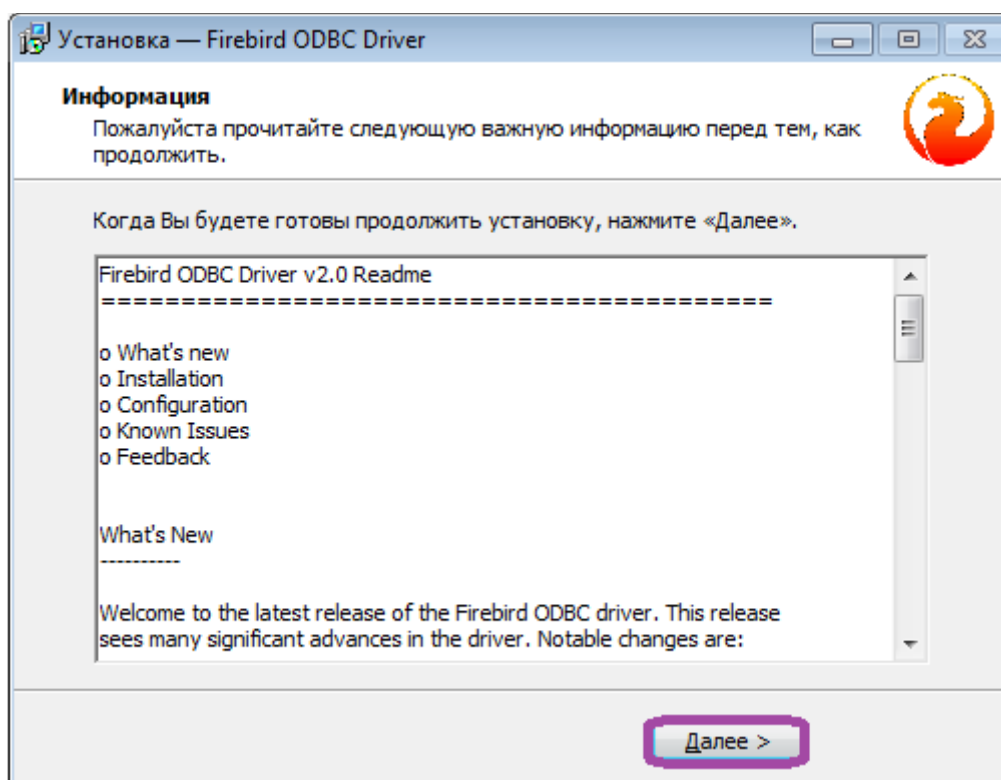 Установка — Firebird ODBC Driver
Информация
Пожалуйста прочитайте следующую важную информацию перед тем, как
продолжить.
Когда Вы будете готовы продолжить установку, нажмите «Далее».
Firebird ODBC Driver v2.0 Readme
==========================================
o What's new
o Installation
o Configuration
o Known Issues
o Feedback
What's New
----------
Welcome to the latest release of the Firebird ODBC driver. This release
sees many significant advances in the driver. Notable changes are:
Далее >